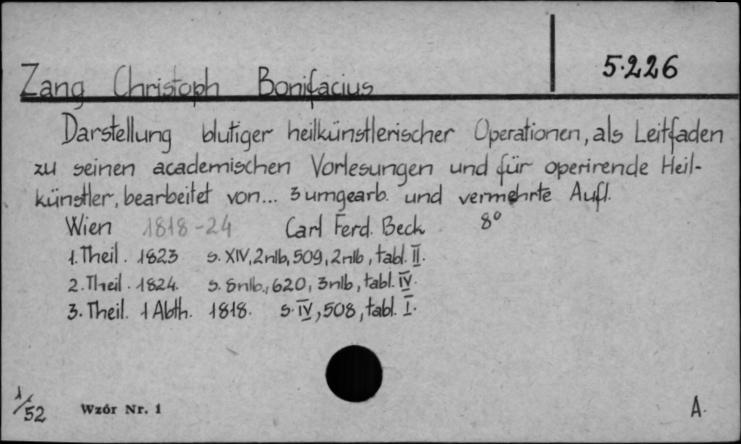 5.226
Zang Christoph Bonifacius
Darstellung blutiger heilkünstlerischer Operationen, als Leitfaden
zu seinen academischen Vorlesungen und für operirende Heil-
künstler, bearbeitet von... 3 umgearb. und vermehrte Aufl.
Wien 1818-24 Carl Ferd. Beck 8°
1. Theil. 1823 s. XIV, 2nlb, 509, 2nlb, tabl. II.
2. Theil. 1824. s. 8nlb., 620, 3nlb, tabl. IV.
3. Theil. 1 Abth. 1818. s. IV, 508, tabl. I.
1/52 Wzór Nr. 1 A.